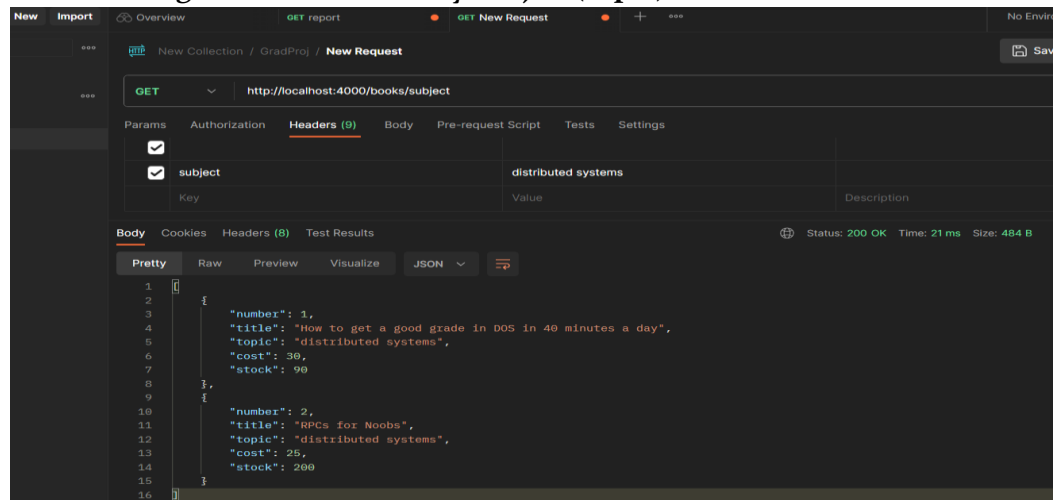 New Import Overview GET report GET New Request + ooo No Enviro
ooo HTTP New Collection / GradProj / New Request Sav
ooo GET http://localhost:4000/books/subject
Params Authorization Headers (9) Body Pre-request Script Tests Settings
subject distributed systems
Key Value Description
Body Cookies Headers (8) Test Results Status: 200 OK Time: 21 ms Size: 484 B
Pretty Raw Preview Visualize JSON
1 [
2 {
3 "number": 1,
4 "title": "How to get a good grade in DOS in 40 minutes a day",
5 "topic": "distributed systems",
6 "cost": 30,
7 "stock": 90
8 },
9 {
10 "number": 2,
11 "title": "RPCs for Noobs",
12 "topic": "distributed systems",
13 "cost": 25,
14 "stock": 200
15 }
16 ]